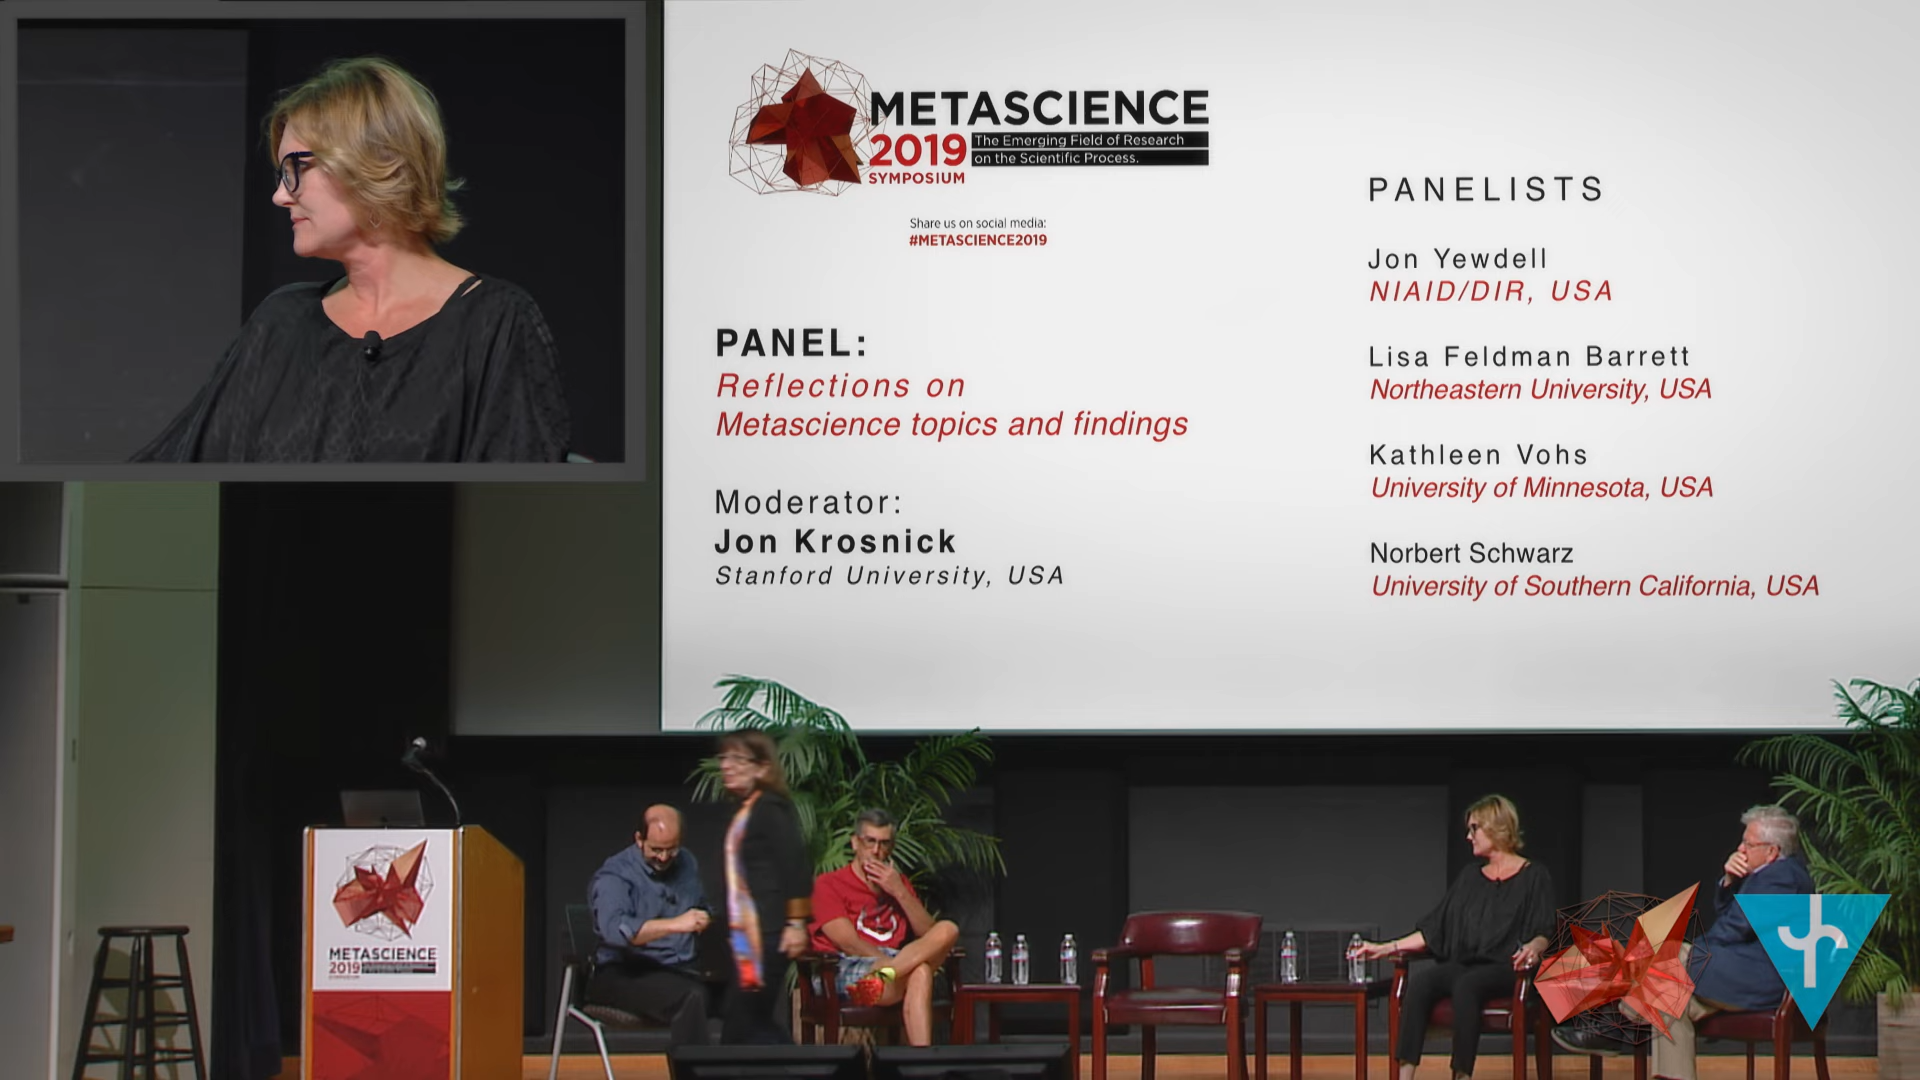 METASCIENCE
2019 The Emerging Field of Research
on the Scientific Process.
SYMPOSIUM
Share us on social media:
#METASCIENCE2019
PANEL:
Reflections on
Metascience topics and findings
Moderator:
Jon Krosnick
Stanford University, USA
PANELISTS
Jon Yewdell
NIAID/DIR, USA
Lisa Feldman Barrett
Northeastern University, USA
Kathleen Vohs
University of Minnesota, USA
Norbert Schwarz
University of Southern California, USA
METASCIENCE
2019